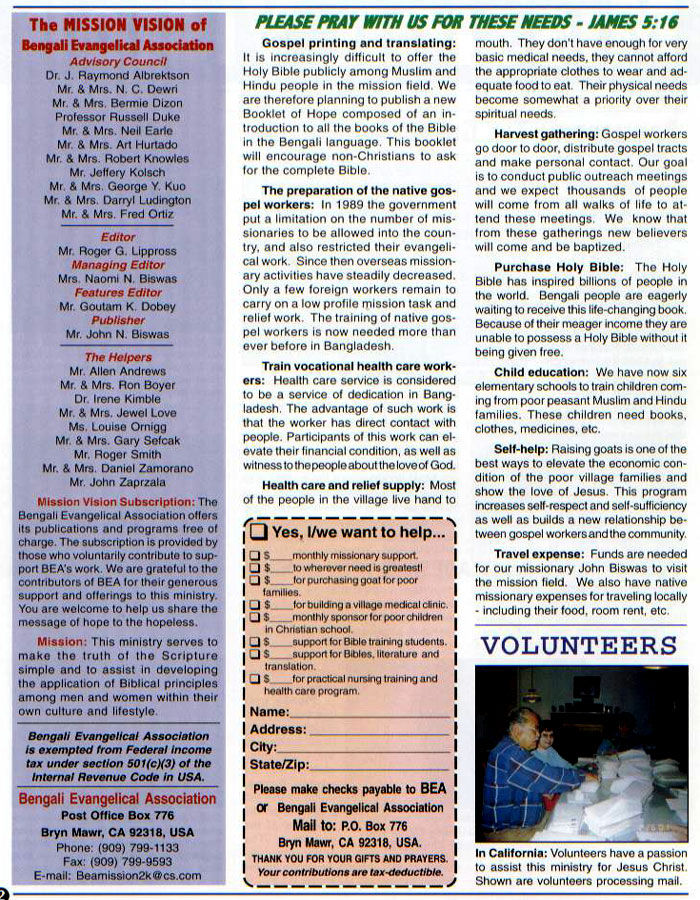 The MISSION VISION of
Bengali Evangelical Association
Advisory Council
Dr. J. Raymond Albrektson
Mr. & Mrs. N. C. Dewri
Mr. & Mrs. Bermie Dizon
Professor Russell Duke
Mr. & Mrs. Neil Earle
Mr. & Mrs. Art Hurtado
Mr. & Mrs. Robert Knowles
Mr. Jeffery Kolsch
Mr. & Mrs. George Y. Kuo
Mr. & Mrs. Darryl Ludington
Mr. & Mrs. Fred Ortiz
Editor
Mr. Roger G. Lippross
Managing Editor
Mrs. Naomi N. Biswas
Features Editor
Mr. Goutam K. Dobey
Publisher
Mr. John N. Biswas
The Helpers
Mr. Allen Andrews
Mr. & Mrs. Ron Boyer
Dr. Irene Kimble
Mr. & Mrs. Jewel Love
Ms. Louise Ornigg
Mr. & Mrs. Gary Sefcak
Mr. Roger Smith
Mr. & Mrs. Daniel Zamorano
Mr. John Zaprzala
Mission Vision Subscription: The
Bengali Evangelical Association offers
its publications and programs free of
charge. The subscription is provided by
those who voluntarily contribute to sup-
port BEA's work. We are grateful to the
contributors of BEA for their generous
support and offerings to this ministry.
You are welcome to help us share the
message of hope to the hopeless.
Mission: This ministry serves to
make the truth of the Scripture
simple and to assist in developing
the application of Biblical principles
among men and women within their
own culture and lifestyle.
Bengali Evangelical Association
is exempted from Federal income
tax under section 501(c)(3) of the
Internal Revenue Code in USA.
Bengali Evangelical Association
Post Office Box 776
Bryn Mawr, CA 92318, USA
Phone: (909) 799-1133
Fax: (909) 799-9593
E-mail: Beamission2k@cs.com
2
PLEASE PRAY WITH US FOR THESE NEEDS - JAMES 5:16
Gospel printing and translating:
It is increasingly difficult to offer the
Holy Bible publicly among Muslim and
Hindu people in the mission field. We
are therefore planning to publish a new
Booklet of Hope composed of an in-
troduction to all the books of the Bible
in the Bengali language. This booklet
will encourage non-Christians to ask
for the complete Bible.
The preparation of the native gos-
pel workers: In 1989 the government
put a limitation on the number of mis-
sionaries to be allowed into the coun-
try, and also restricted their evangeli-
cal work. Since then overseas mission-
ary activities have steadily decreased.
Only a few foreign workers remain to
carry on a low profile mission task and
relief work. The training of native gos-
pel workers is now needed more than
ever before in Bangladesh.
Train vocational health care work-
ers: Health care service is considered
to be a service of dedication in Bang-
ladesh. The advantage of such work is
that the worker has direct contact with
people. Participants of this work can el-
evate their financial condition, as well as
witness to the people about the love of God.
Health care and relief supply: Most
of the people in the village live hand to
Yes, I/we want to help...
$____monthly missionary support.
$____to wherever need is greatest!
$____for purchasing goat for poor
families.
$____for building a village medical clinic.
$____monthly sponsor for poor children
in Christian school.
$____support for Bible training students.
$____support for Bibles, literature and
translation.
$____for practical nursing training and
health care program.
Name:
Address:
City:
State/Zip:
Please make checks payable to BEA
or Bengali Evangelical Association
Mail to: P.O. Box 776
Bryn Mawr, CA 92318, USA.
THANK YOU FOR YOUR GIFTS AND PRAYERS.
Your contributions are tax-deductible.
mouth. They don't have enough for very
basic medical needs, they cannot afford
the appropriate clothes to wear and ad-
equate food to eat. Their physical needs
become somewhat a priority over their
spiritual needs.
Harvest gathering: Gospel workers
go door to door, distribute gospel tracts
and make personal contact. Our goal
is to conduct public outreach meetings
and we expect thousands of people
will come from all walks of life to at-
tend these meetings. We know that
from these gatherings new believers
will come and be baptized.
Purchase Holy Bible: The Holy
Bible has inspired billions of people in
the world. Bengali people are eagerly
waiting to receive this life-changing book.
Because of their meager income they are
unable to possess a Holy Bible without it
being given free.
Child education: We have now six
elementary schools to train children com-
ing from poor peasant Muslim and Hindu
families. These children need books,
clothes, medicines, etc.
Self-help: Raising goats is one of the
best ways to elevate the economic con-
dition of the poor village families and
show the love of Jesus. This program
increases self-respect and self-sufficiency
as well as builds a new relationship be-
tween gospel workers and the community.
Travel expense: Funds are needed
for our missionary John Biswas to visit
the mission field. We also have native
missionary expenses for traveling locally
- including their food, room rent, etc.
VOLUNTEERS
In California: Volunteers have a passion
to assist this ministry for Jesus Christ.
Shown are volunteers processing mail.